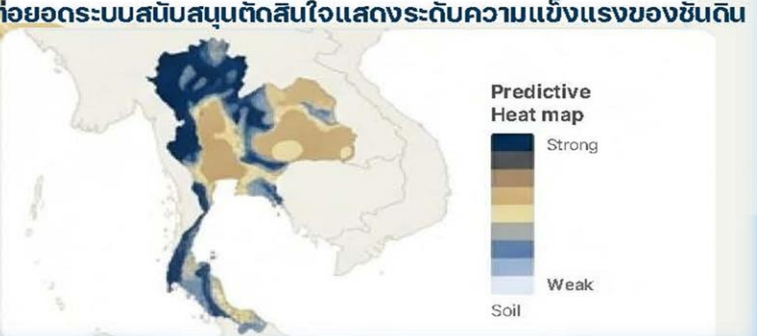 ต่อยอดระบบสนับสนุนตัดสินใจแสดงระดับความแข็งแรงของชั้นดิน
Predictive
Heat map
Strong
Weak
Soil